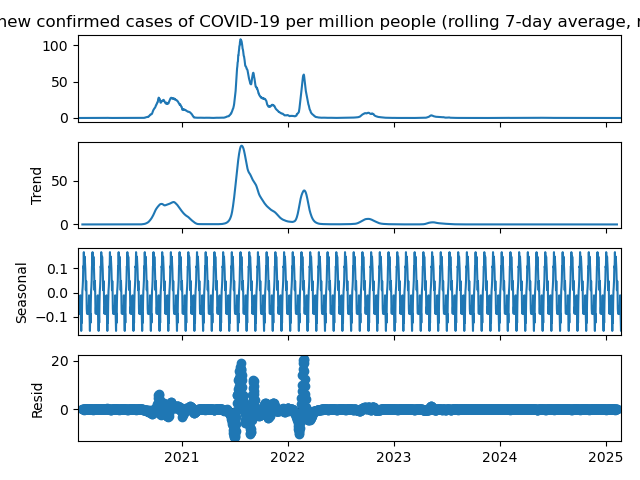 new confirmed cases of COVID-19 per million people (rolling 7-day average,
100
50
0
Trend
50
0
Seasonal
0.1
0.0
−0.1
Resid
20
0
2021 2022 2023 2024 2025